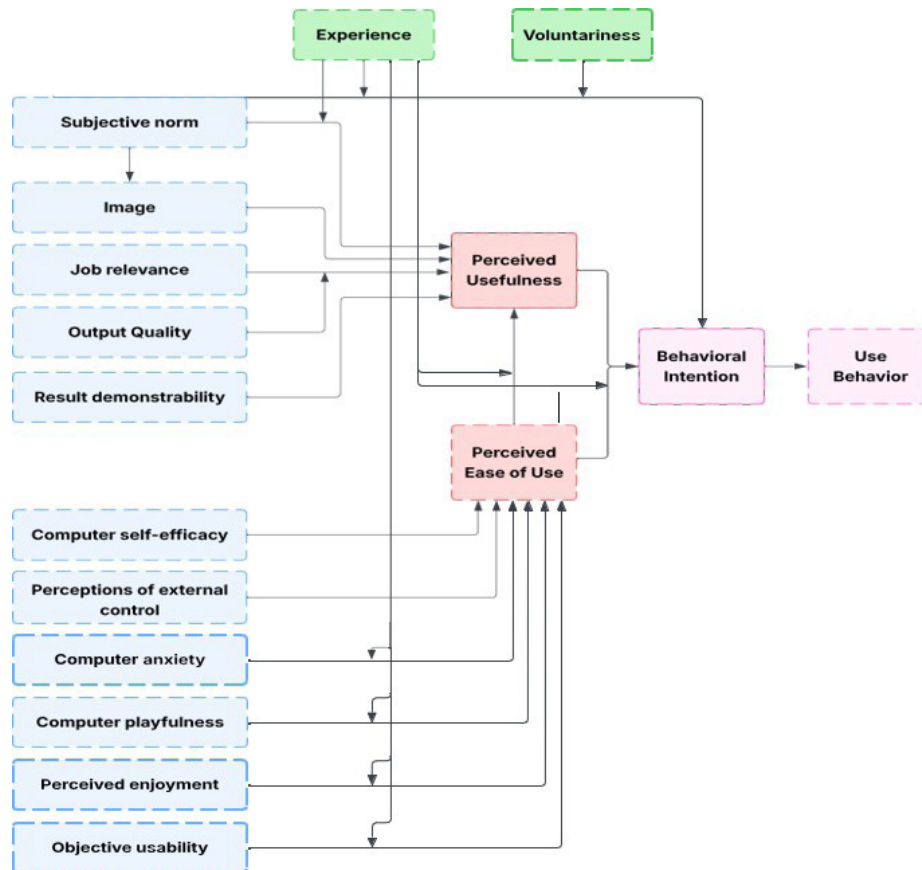 Experience
Voluntariness
Subjective norm
Image
Job relevance
Output Quality
Result demonstrability
Perceived
Usefulness
Behavioral
Intention
Use
Behavior
Perceived
Ease of Use
Computer self-efficacy
Perceptions of external
control
Computer anxiety
Computer playfulness
Perceived enjoyment
Objective usability